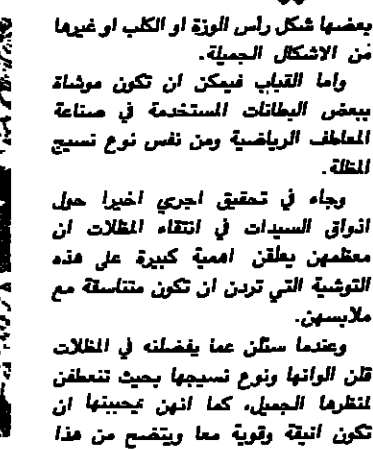 بعضها شكل رأس الوزة او الكلب او غيرها
من الاشكال الجميلة.
واما القباب فيمكن ان تكون موشاة
ببعض البطانات المستخدمة في صناعة
المعاطف الرياضية ومن نفس نوع نسيج
المظلة.
وجاء في تحقيق اجري اخيرا حول
اذواق السيدات في انتقاء المظلات ان
معظمهن يعلقن اهمية كبيرة على هذه
التوشية التي تردن ان تكون متناسقة مع
ملابسهن.
وعندما سئلن عما يفضلنه في المظلات
قلن الوانها ونوع نسيجها بحيث تنعطفن
لمنظرها الجميل، كما انهن يحببنها ان
تكون انيقة وقوية معا ويتضح من هذا